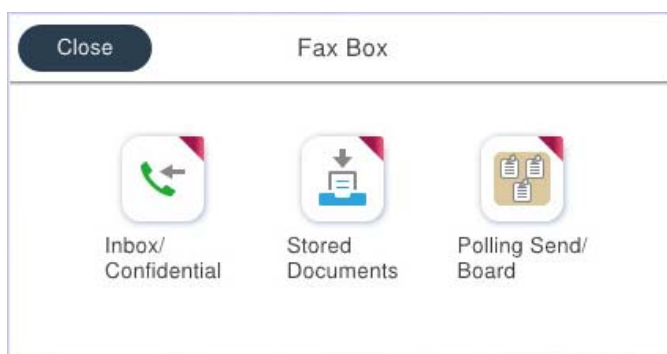 Close
Fax Box
Inbox/
Confidential
Stored
Documents
Polling Send/
Board